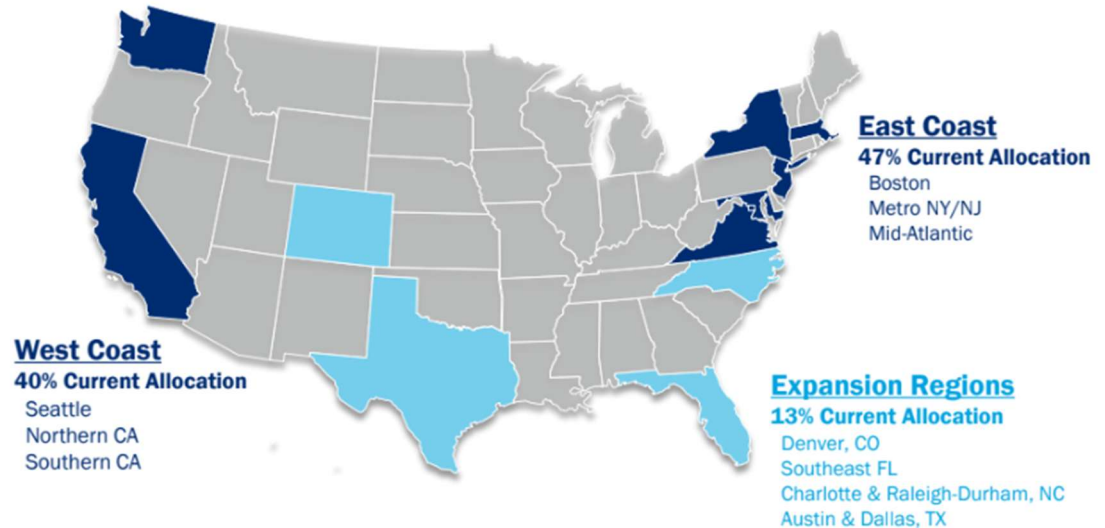 East Coast
47% Current Allocation
Boston
Metro NY/NJ
Mid-Atlantic
West Coast
40% Current Allocation
Seattle
Northern CA
Southern CA
Expansion Regions
13% Current Allocation
Denver, CO
Southeast FL
Charlotte & Raleigh-Durham, NC
Austin & Dallas, TX